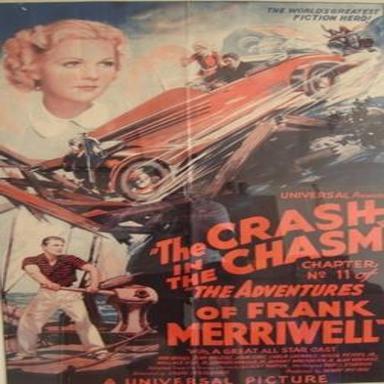 THE WORLD'S GREATEST
FICTION HERO!
UNIVERSAL
"The CRASH
IN THE CHASM"
CHAPTER
No 11 of
THE ADVENTURES
OF FRANK
MERRIWELL"
A GREAT ALL STAR CAST
A UNIVERSAL PICTURE